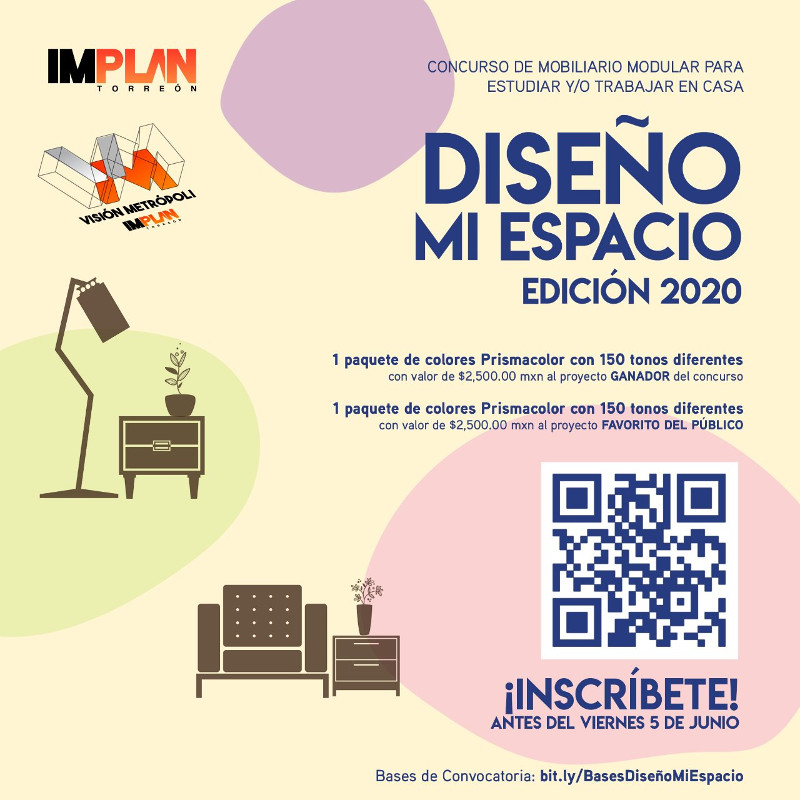 IMPLAN
TORREÓN
VISIÓN METRÓPOLI
IMPLAN
TORREÓN
CONCURSO DE MOBILIARIO MODULAR PARA
ESTUDIAR Y/O TRABAJAR EN CASA
DISEÑO
MI ESPACIO
EDICIÓN 2020
1 paquete de colores Prismacolor con 150 tonos diferentes
con valor de $2,500.00 mxn al proyecto GANADOR del concurso
1 paquete de colores Prismacolor con 150 tonos diferentes
con valor de $2,500.00 mxn al proyecto FAVORITO DEL PÚBLICO
¡INSCRÍBETE!
ANTES DEL VIERNES 5 DE JUNIO
Bases de Convocatoria: bit.ly/BasesDiseñoMiEspacio